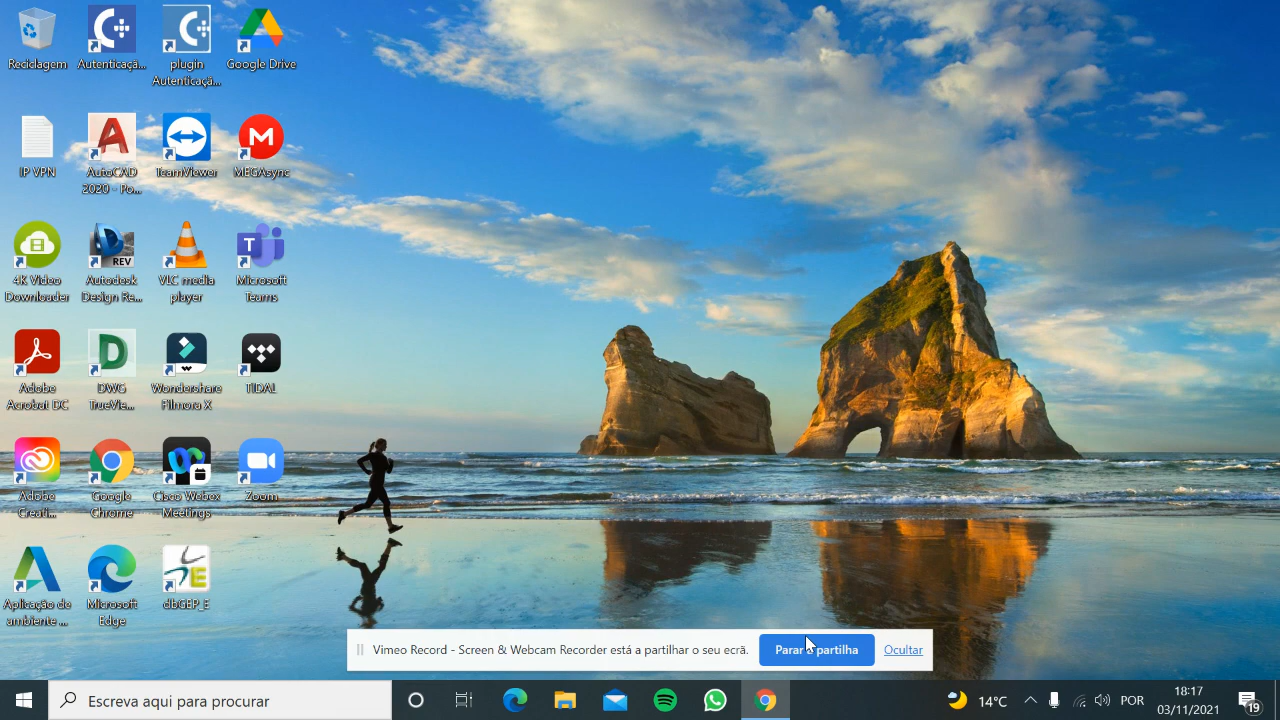 Reciclagem
Autenticaçã...
plugin
Autenticaçã...
Google Drive
IP VPN
AutoCAD
2020 - Po...
TeamViewer
MEGAsync
4K Video
Downloader
REV
Autodesk
Design Re...
VLC media
player
T
Microsoft
Teams
Adobe
Acrobat DC
D
DWG
TrueVie...
Wondershare
Filmora X
TIDAL
Adobe
Creati...
Google
Chrome
Cisco Webex
Meetings
Zoom
Aplicação de
ambiente ...
Microsoft
Edge
dbGEP_E
Vimeo Record - Screen & Webcam Recorder está a partilhar o seu ecrã.
Parar a partilha
Ocultar
Escreva aqui para procurar
14°C
POR
18:17
03/11/2021
19